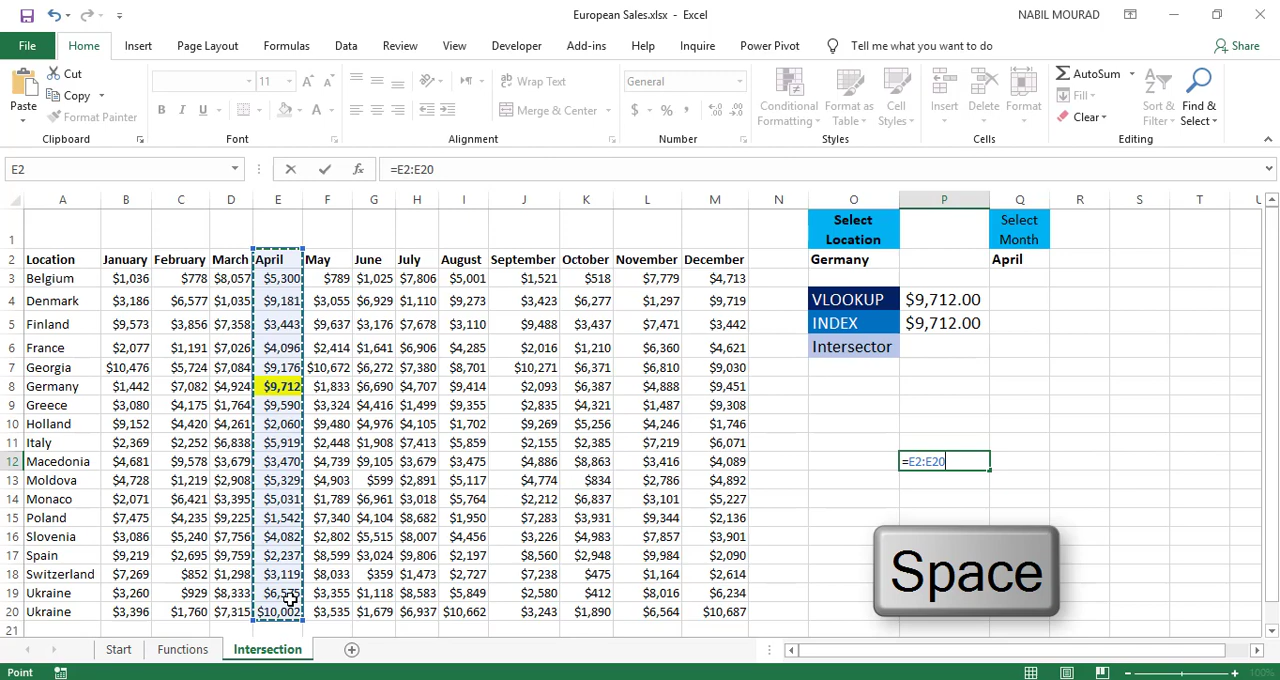 European Sales.xlsx - Excel
NABIL MOURAD
File Home Insert Page Layout Formulas Data Review View Developer Add-ins Help Inquire Power Pivot Tell me what you want to do Share
Paste
Cut
Copy
Format Painter
Clipboard
11
B I U
Font
Wrap Text
Merge & Center
Alignment
General
$ % ,
Number
Conditional Formatting
Format as Table
Cell Styles
Styles
Insert
Delete
Format
Cells
AutoSum
Fill
Clear
Sort & Filter
Find & Select
Editing
E2 fx =E2:E20
A B C D E F G H I J K L M N O P Q R S T U
1 Select Location Select Month
2 Location January February March April May June July August September October November December Germany April
3 Belgium $1,036 $778 $8,057 $5,300 $789 $1,025 $7,806 $5,001 $1,521 $518 $7,779 $4,713
4 Denmark $3,186 $6,577 $1,035 $9,181 $3,055 $6,929 $1,110 $9,273 $3,423 $6,277 $1,297 $9,719 VLOOKUP $9,712.00
5 Finland $9,573 $3,856 $7,358 $3,443 $9,637 $3,176 $7,678 $3,110 $9,488 $3,437 $7,471 $3,442 INDEX $9,712.00
6 France $2,077 $1,191 $7,026 $4,096 $2,414 $1,641 $6,906 $4,285 $2,016 $1,210 $6,360 $4,621 Intersector
7 Georgia $10,476 $5,724 $7,084 $9,176 $10,672 $6,272 $7,380 $8,701 $10,271 $6,371 $6,810 $9,030
8 Germany $1,442 $7,082 $4,924 $9,712 $1,833 $6,690 $4,707 $9,414 $2,093 $6,387 $4,888 $9,451
9 Greece $3,080 $4,175 $1,764 $9,590 $3,324 $4,416 $1,499 $9,355 $2,835 $4,321 $1,487 $9,308
10 Holland $9,152 $4,420 $4,261 $2,060 $9,480 $4,976 $4,105 $1,702 $9,269 $5,256 $4,246 $1,746
11 Italy $2,369 $2,252 $6,838 $5,919 $2,448 $1,908 $7,413 $5,859 $2,155 $2,385 $7,219 $6,071
12 Macedonia $4,681 $9,578 $3,679 $3,470 $4,739 $9,105 $3,679 $3,475 $4,886 $8,863 $3,416 $4,089 =E2:E20
13 Moldova $4,728 $1,219 $2,908 $5,329 $4,903 $599 $2,891 $5,117 $4,774 $834 $2,786 $4,892
14 Monaco $2,071 $6,421 $3,395 $5,031 $1,789 $6,961 $3,018 $5,764 $2,212 $6,837 $3,101 $5,227
15 Poland $7,475 $4,235 $9,225 $1,542 $7,340 $4,104 $8,682 $1,950 $7,283 $3,931 $9,344 $2,136
16 Slovenia $3,086 $5,240 $7,756 $4,082 $2,802 $5,515 $8,007 $4,456 $3,226 $4,983 $7,857 $3,901
17 Spain $9,219 $2,695 $9,759 $2,237 $8,599 $3,024 $9,806 $2,197 $8,560 $2,948 $9,984 $2,090
18 Switzerland $7,269 $852 $1,298 $3,119 $8,033 $359 $1,473 $2,727 $7,238 $475 $1,164 $2,614
19 Ukraine $3,260 $929 $8,333 $3,355 $1,118 $8,583 $5,849 $2,580 $412 $8,016 $6,234
20 Ukraine $3,396 $1,760 $7,315 $10,002 $3,535 $1,679 $6,937 $10,662 $3,243 $1,890 $6,564 $10,687
21
Space
Start Functions Intersection
Point
100%